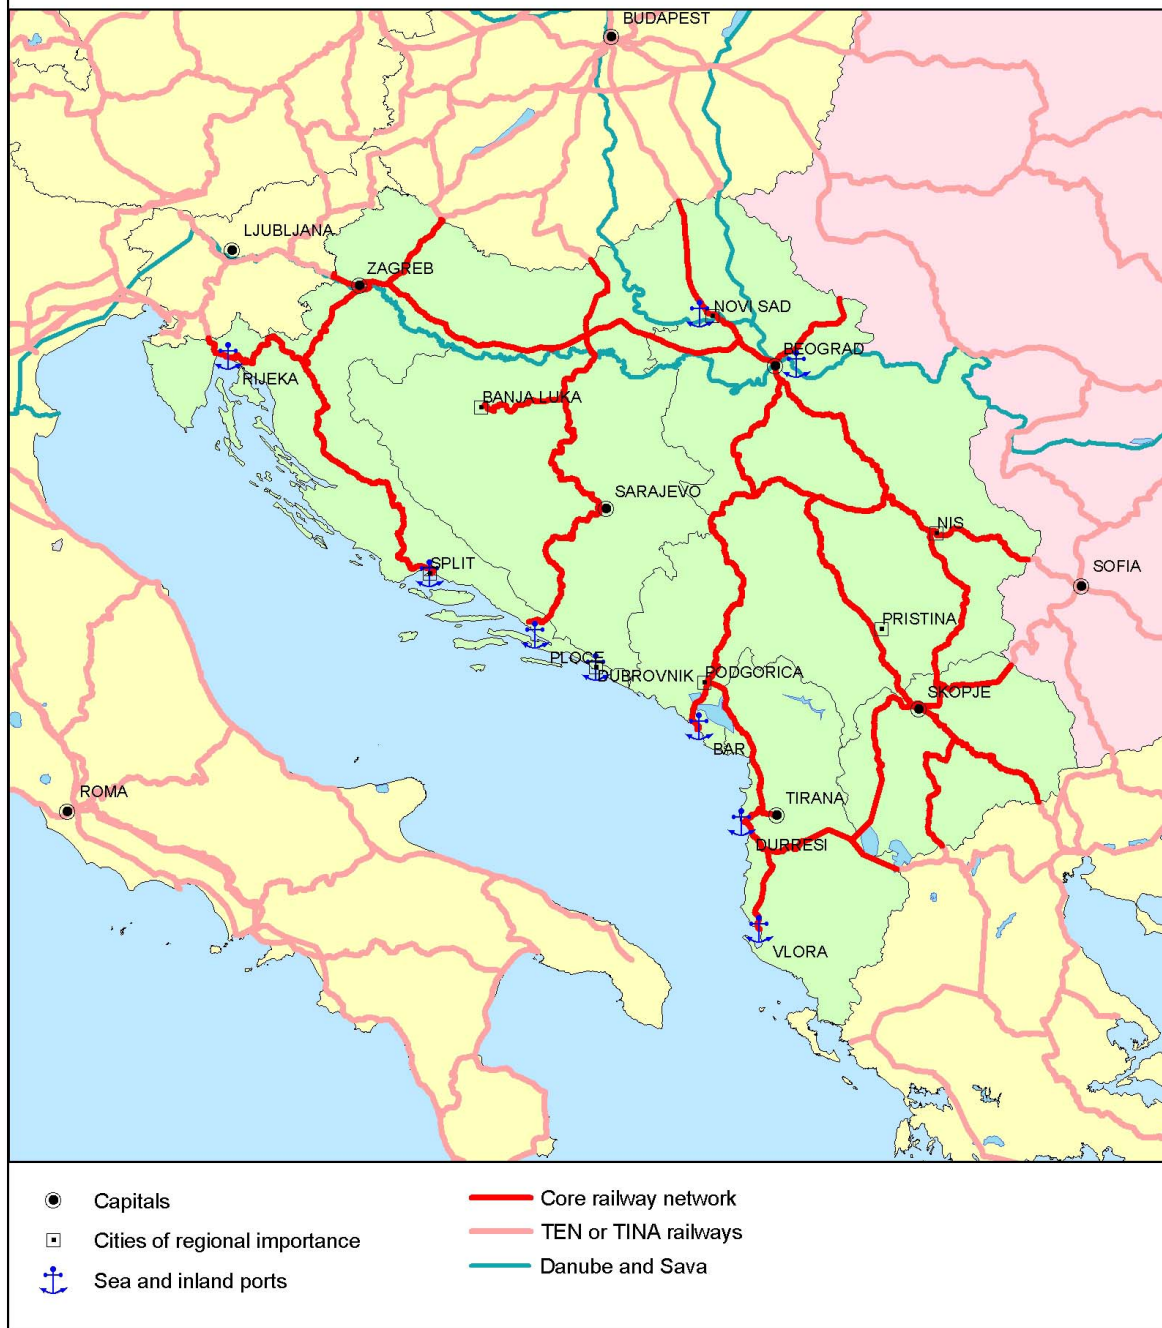 BUDAPEST
LJUBLJANA
ZAGREB
NOVI SAD
BEOGRAD
RIJEKA
BANJA LUKA
SARAJEVO
NIS
SPLIT
SOFIA
PRISTINA
PLOCE
DUBROVNIK
PODGORICA
SKOPJE
BAR
ROMA
TIRANA
DURRESI
VLORA
Capitals
Cities of regional importance
Sea and inland ports
Core railway network
TEN or TINA railways
Danube and Sava